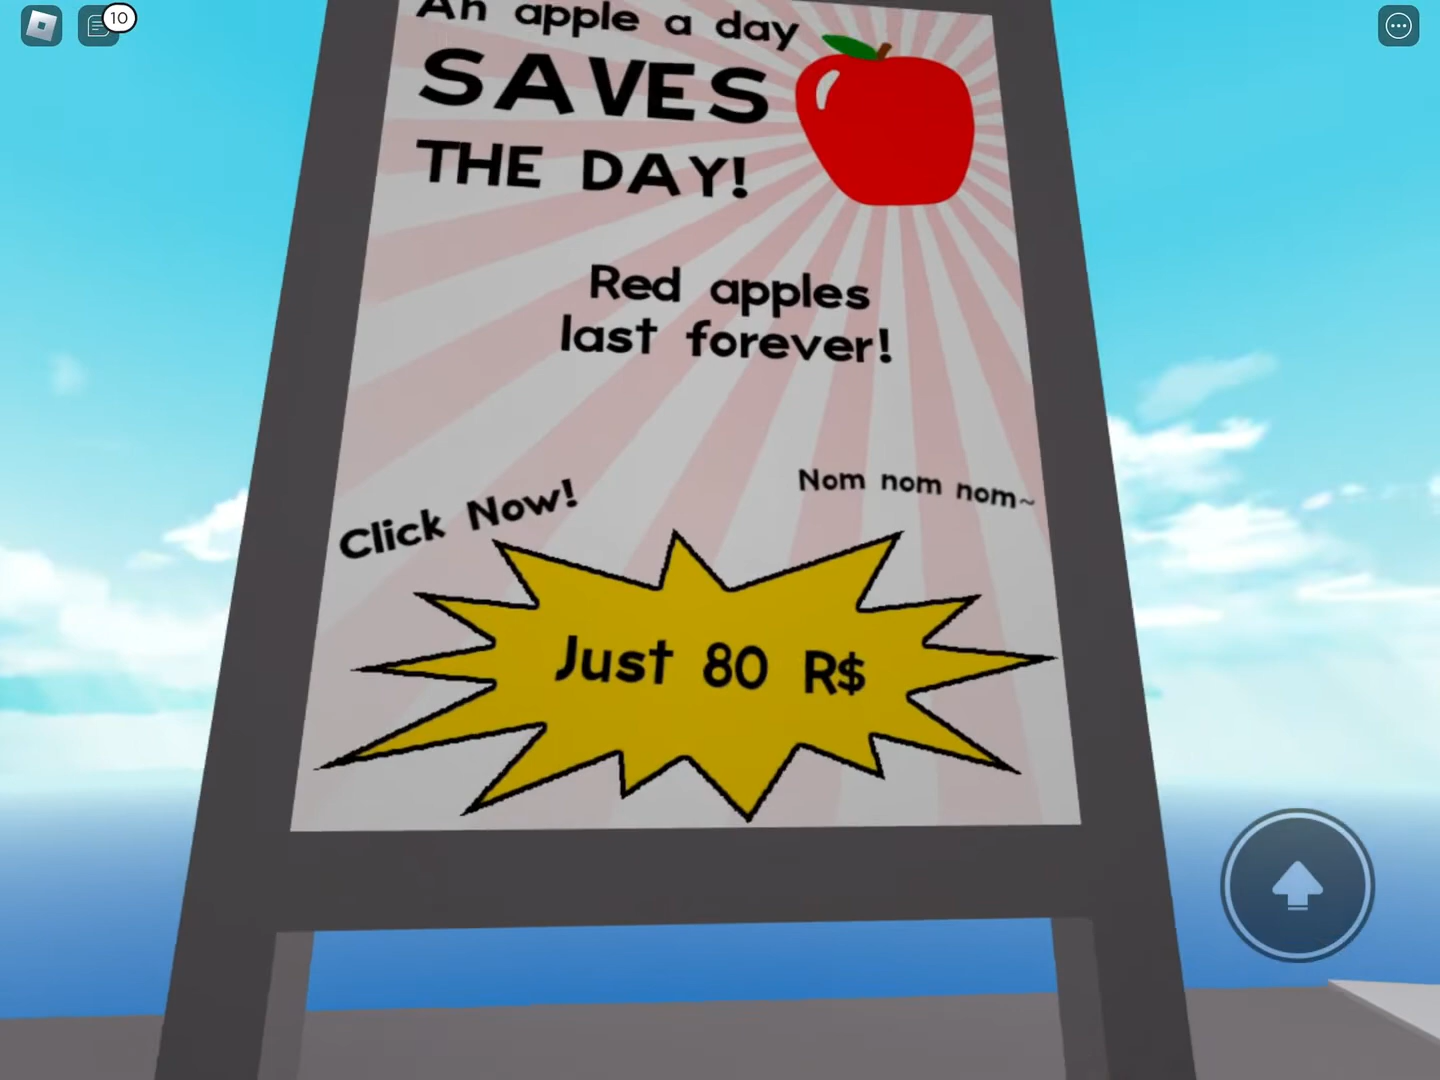 10
An apple a day
SAVES
THE DAY!
Red apples
last forever!
Click Now!
Nom nom nom~
Just 80 R$